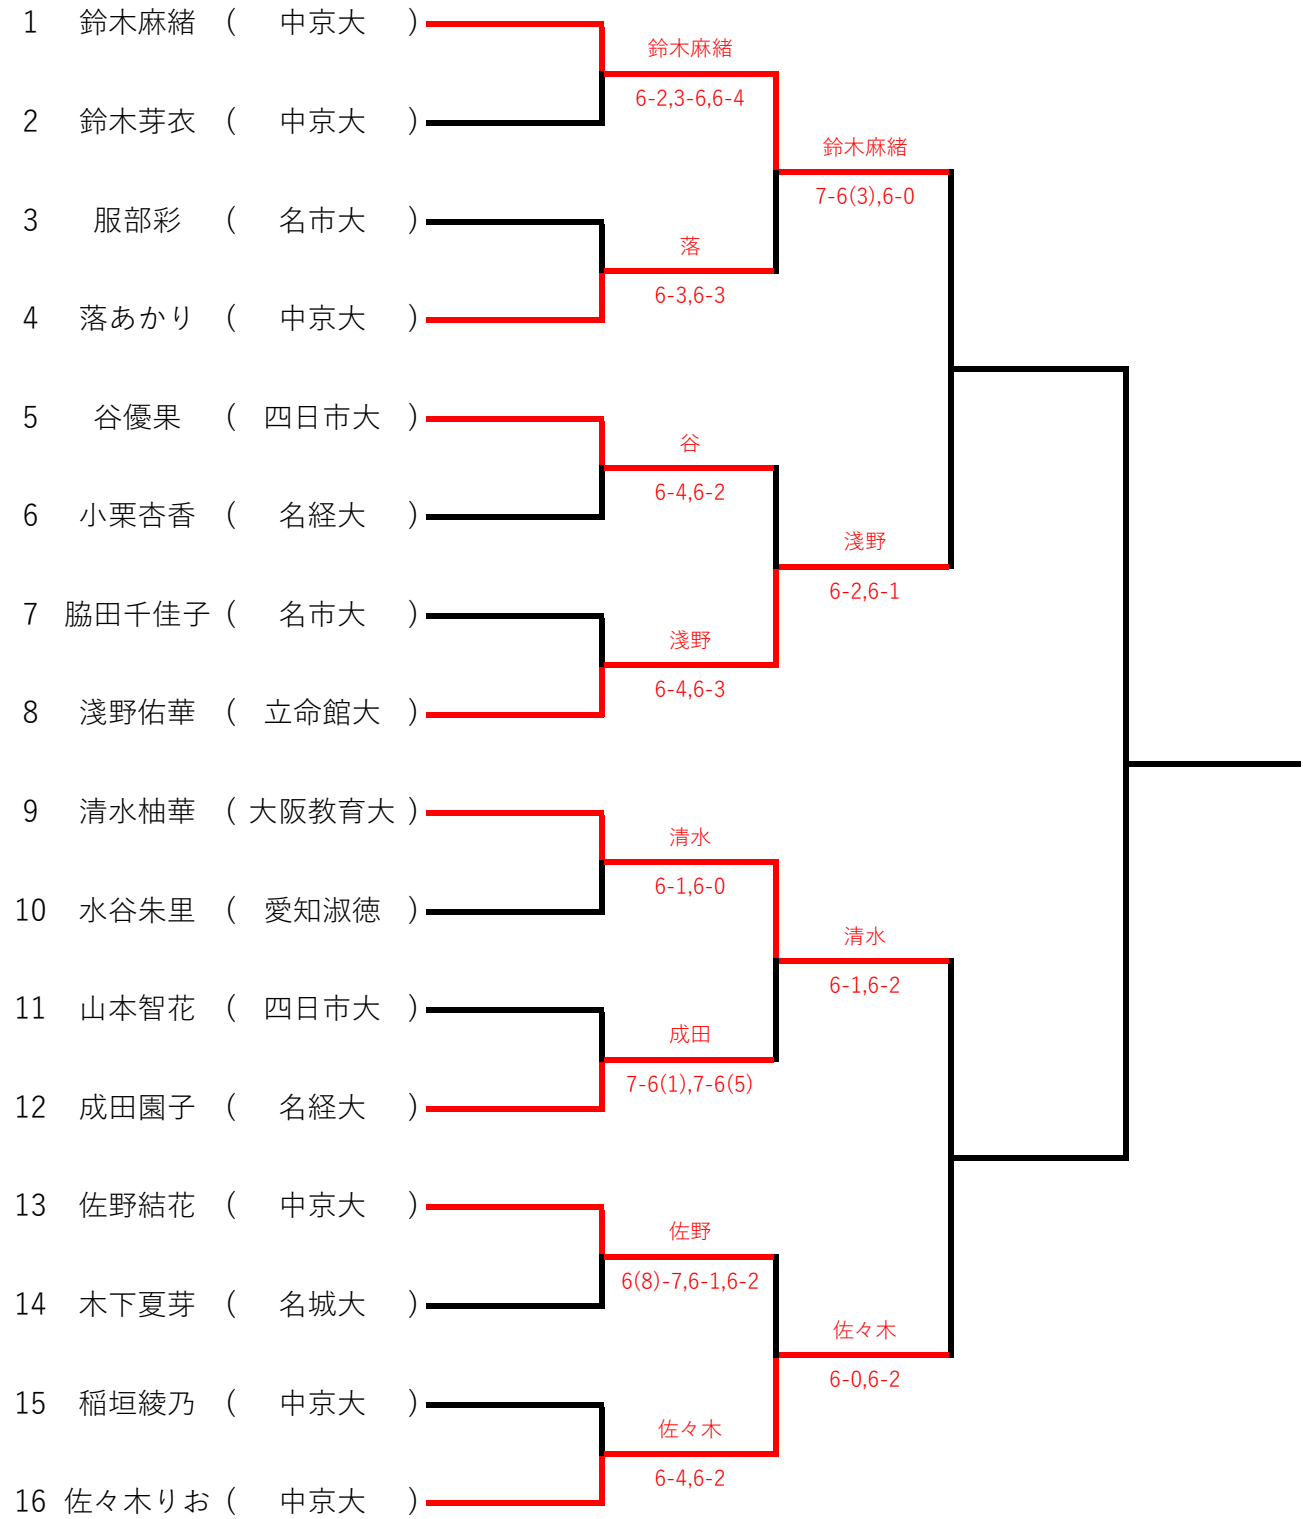 1 鈴木麻緒 ( 中京大 )
鈴木麻緒
6-2,3-6,6-4
2 鈴木芽衣 ( 中京大 )
鈴木麻緒
7-6(3),6-0
3 服部彩 ( 名市大 )
落
6-3,6-3
4 落あかり ( 中京大 )
5 谷優果 ( 四日市大 )
谷
6-4,6-2
6 小栗杏香 ( 名経大 )
淺野
6-2,6-1
7 脇田千佳子 ( 名市大 )
淺野
6-4,6-3
8 淺野佑華 ( 立命館大 )
9 清水柚華 ( 大阪教育大 )
清水
6-1,6-0
10 水谷朱里 ( 愛知淑徳 )
清水
6-1,6-2
11 山本智花 ( 四日市大 )
成田
7-6(1),7-6(5)
12 成田園子 ( 名経大 )
13 佐野結花 ( 中京大 )
佐野
6(8)-7,6-1,6-2
14 木下夏芽 ( 名城大 )
佐々木
6-0,6-2
15 稲垣綾乃 ( 中京大 )
佐々木
6-4,6-2
16 佐々木りお ( 中京大 )